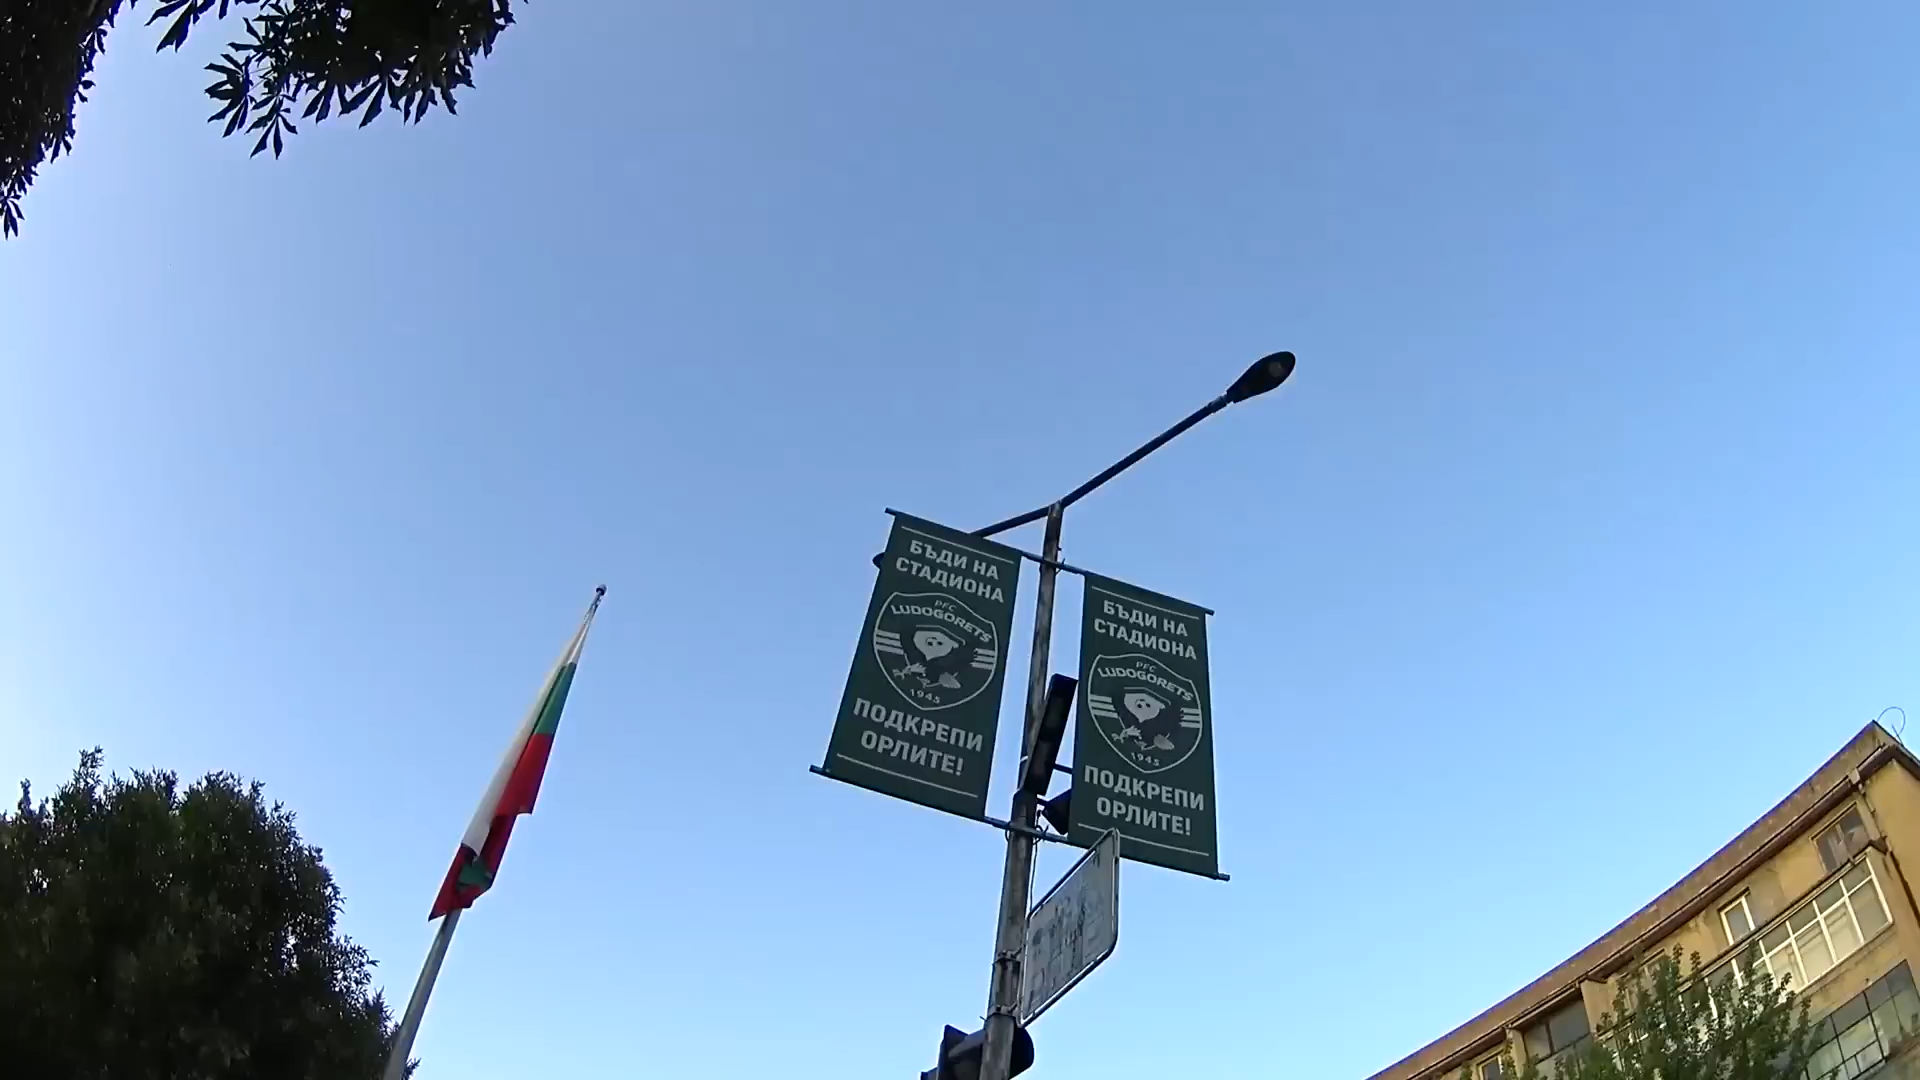 БЪДИ НА
СТАДИОНА
PFC
LUDOGORETS
1945
ПОДКРЕПИ
ОРЛИТЕ!
БЪДИ НА
СТАДИОНА
PFC
LUDOGORETS
1945
ПОДКРЕПИ
ОРЛИТЕ!